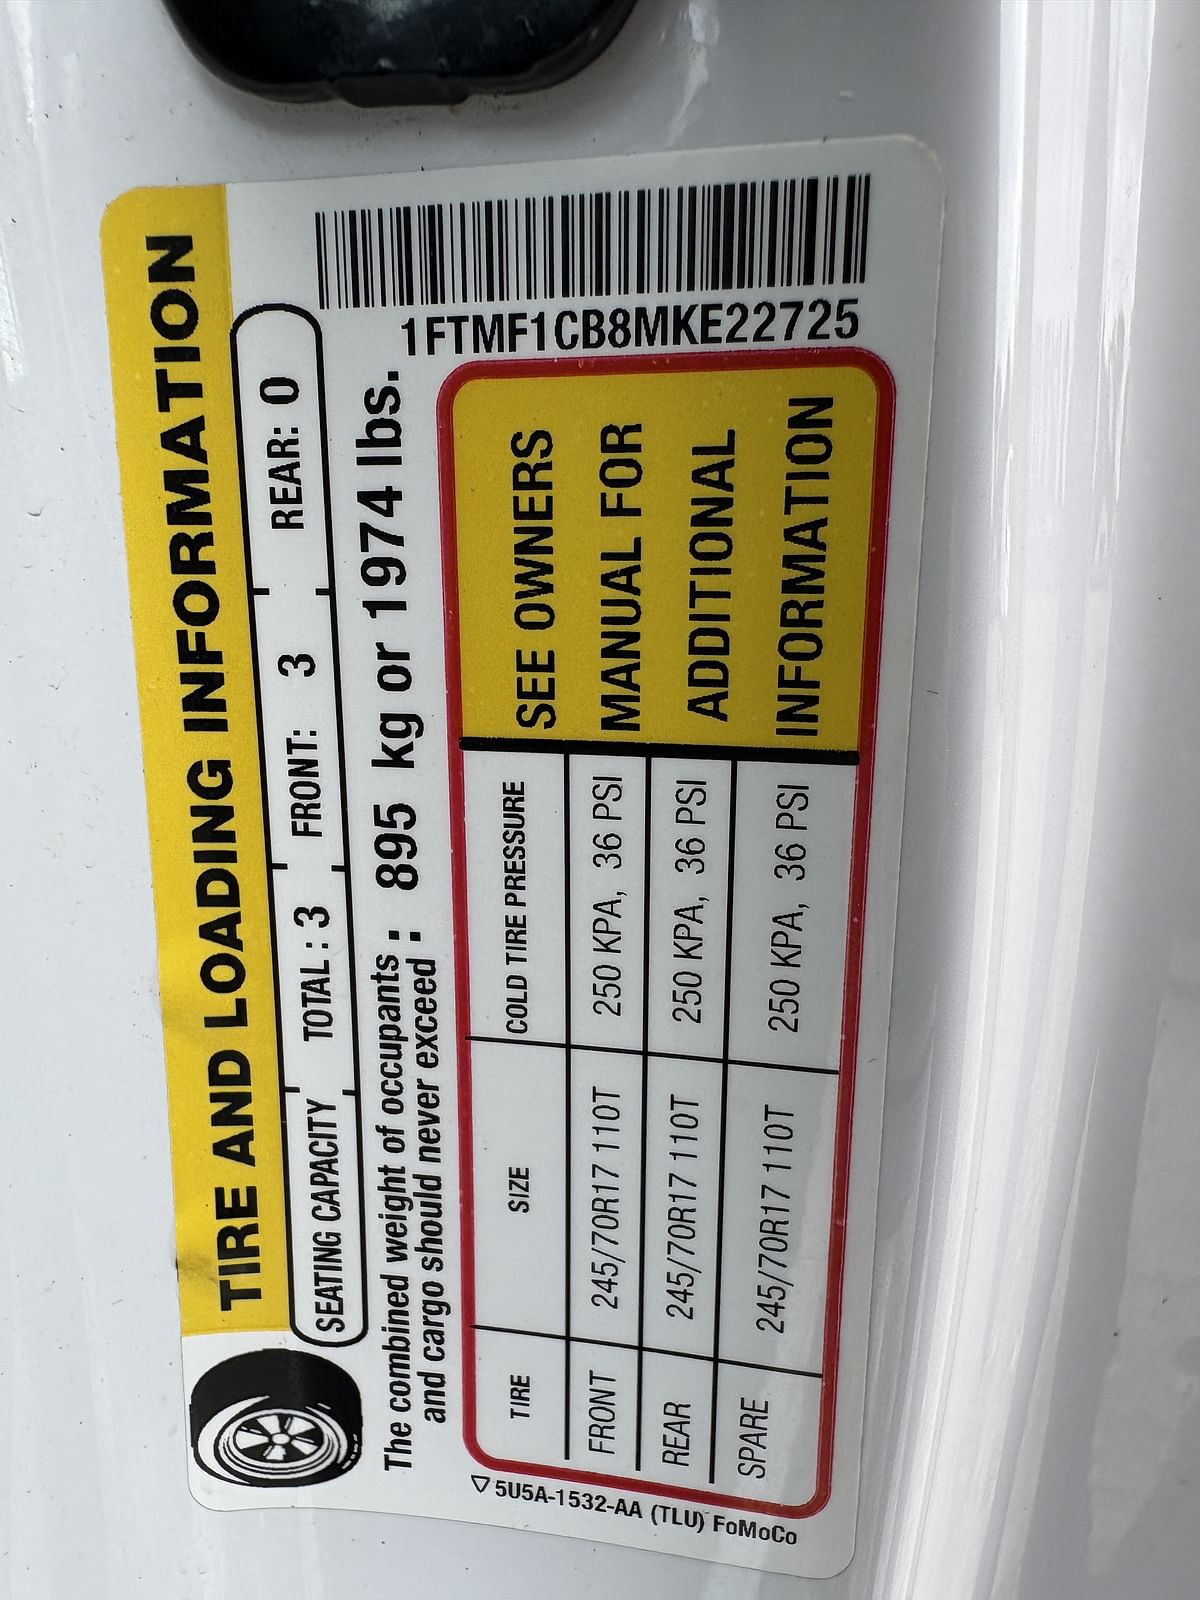 TIRE AND LOADING INFORMATION
SEATING CAPACITY TOTAL : 3 FRONT: 3 REAR: 0
The combined weight of occupants and cargo should never exceed : 895 kg or 1974 lbs.
1FTMF1CB8MKE22725
TIRE SIZE COLD TIRE PRESSURE
FRONT 245/70R17 110T 250 KPA, 36 PSI
REAR 245/70R17 110T 250 KPA, 36 PSI
SPARE 245/70R17 110T 250 KPA, 36 PSI
SEE OWNERS
MANUAL FOR
ADDITIONAL
INFORMATION
5U5A-1532-AA (TLU) FoMoCo